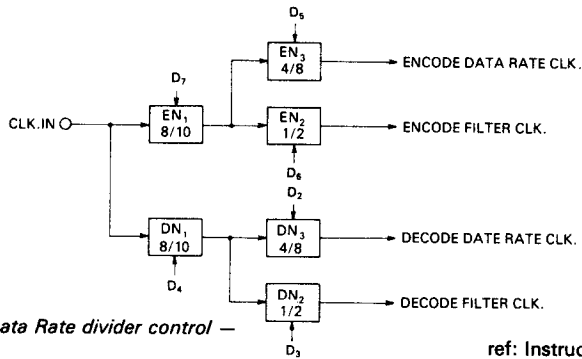 D₅
EN₃
4/8
ENCODE DATA RATE CLK.
D₇
CLK.IN
EN₁
8/10
EN₂
1/2
ENCODE FILTER CLK.
D₆
D₂
DN₁
8/10
DN₃
4/8
DECODE DATE RATE CLK.
D₄
DN₂
1/2
DECODE FILTER CLK.
ata Rate divider control —
D₃
ref: Instruc